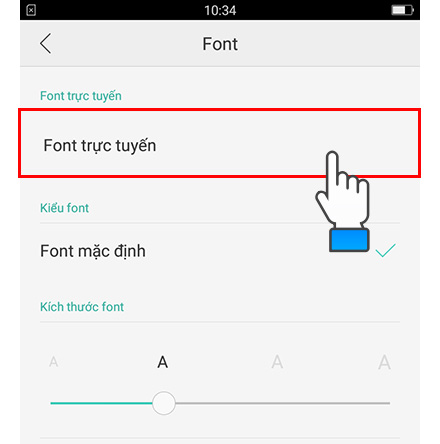 10:34
Font
Font trực tuyến
Font trực tuyến
Kiểu font
Font mặc định
Kích thước font
A A A A